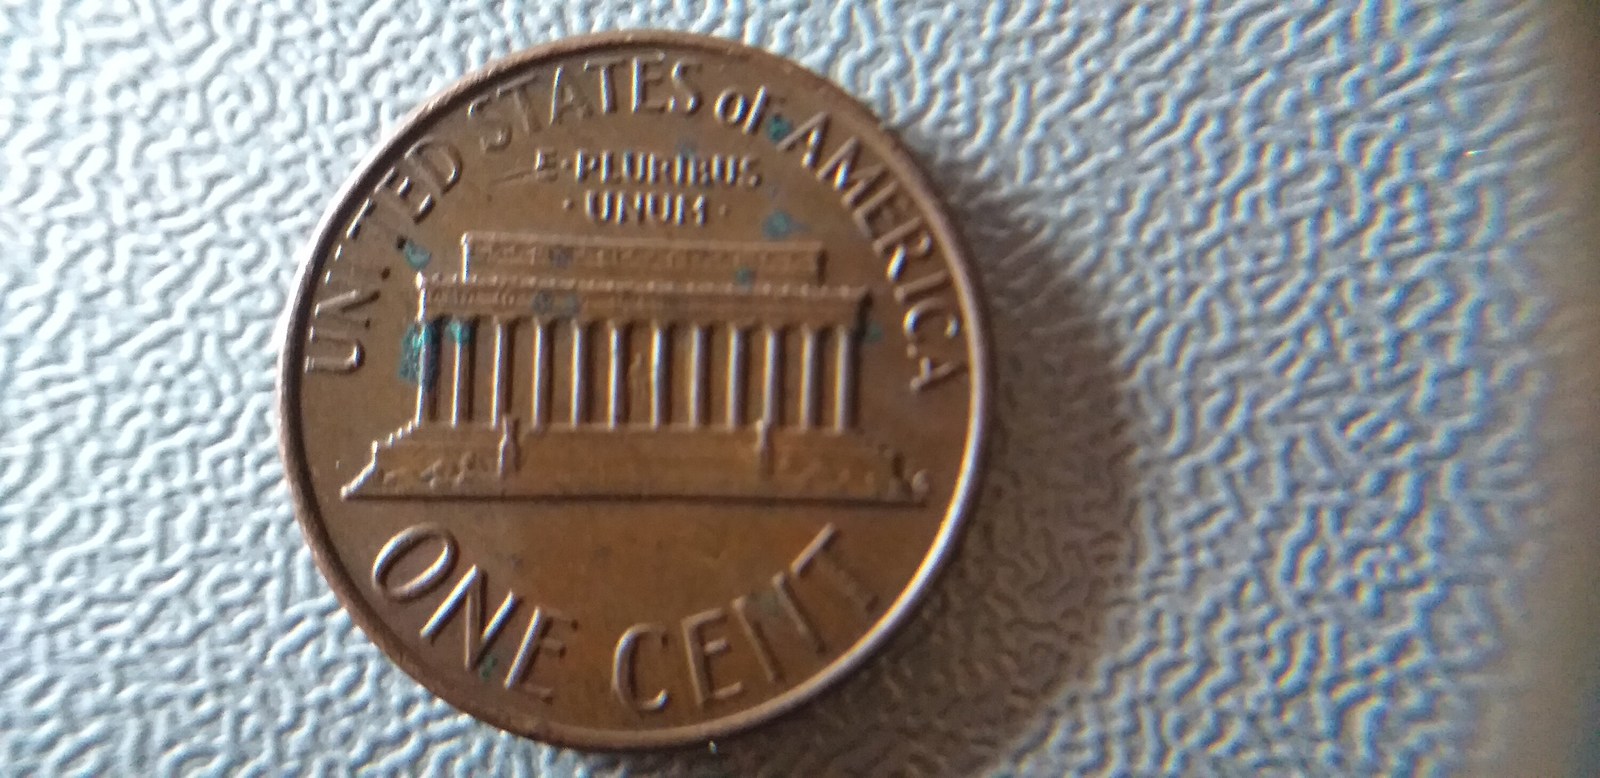 UNITED STATES of AMERICA
E·PLURIBUS
·UNUM·
ONE CENT